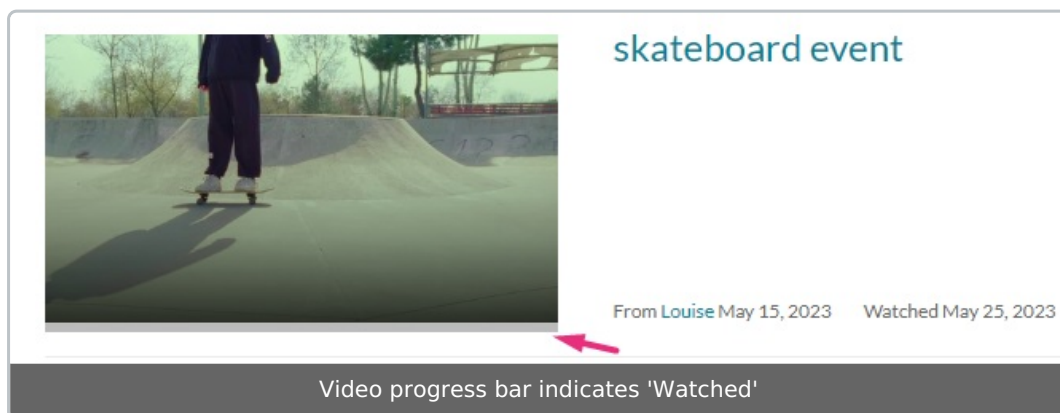 skateboard event
From Louise May 15, 2023 Watched May 25, 2023
Video progress bar indicates 'Watched'